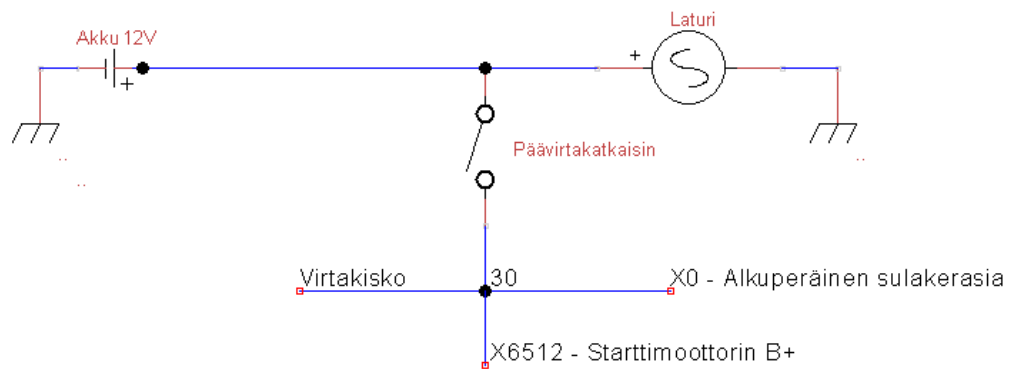 Laturi
Akku 12V
+
+
Päävirtakatkaisin
Virtakisko
30
X0 - Alkuperäinen sulakerasia
X6512 - Starttimoottorin B+